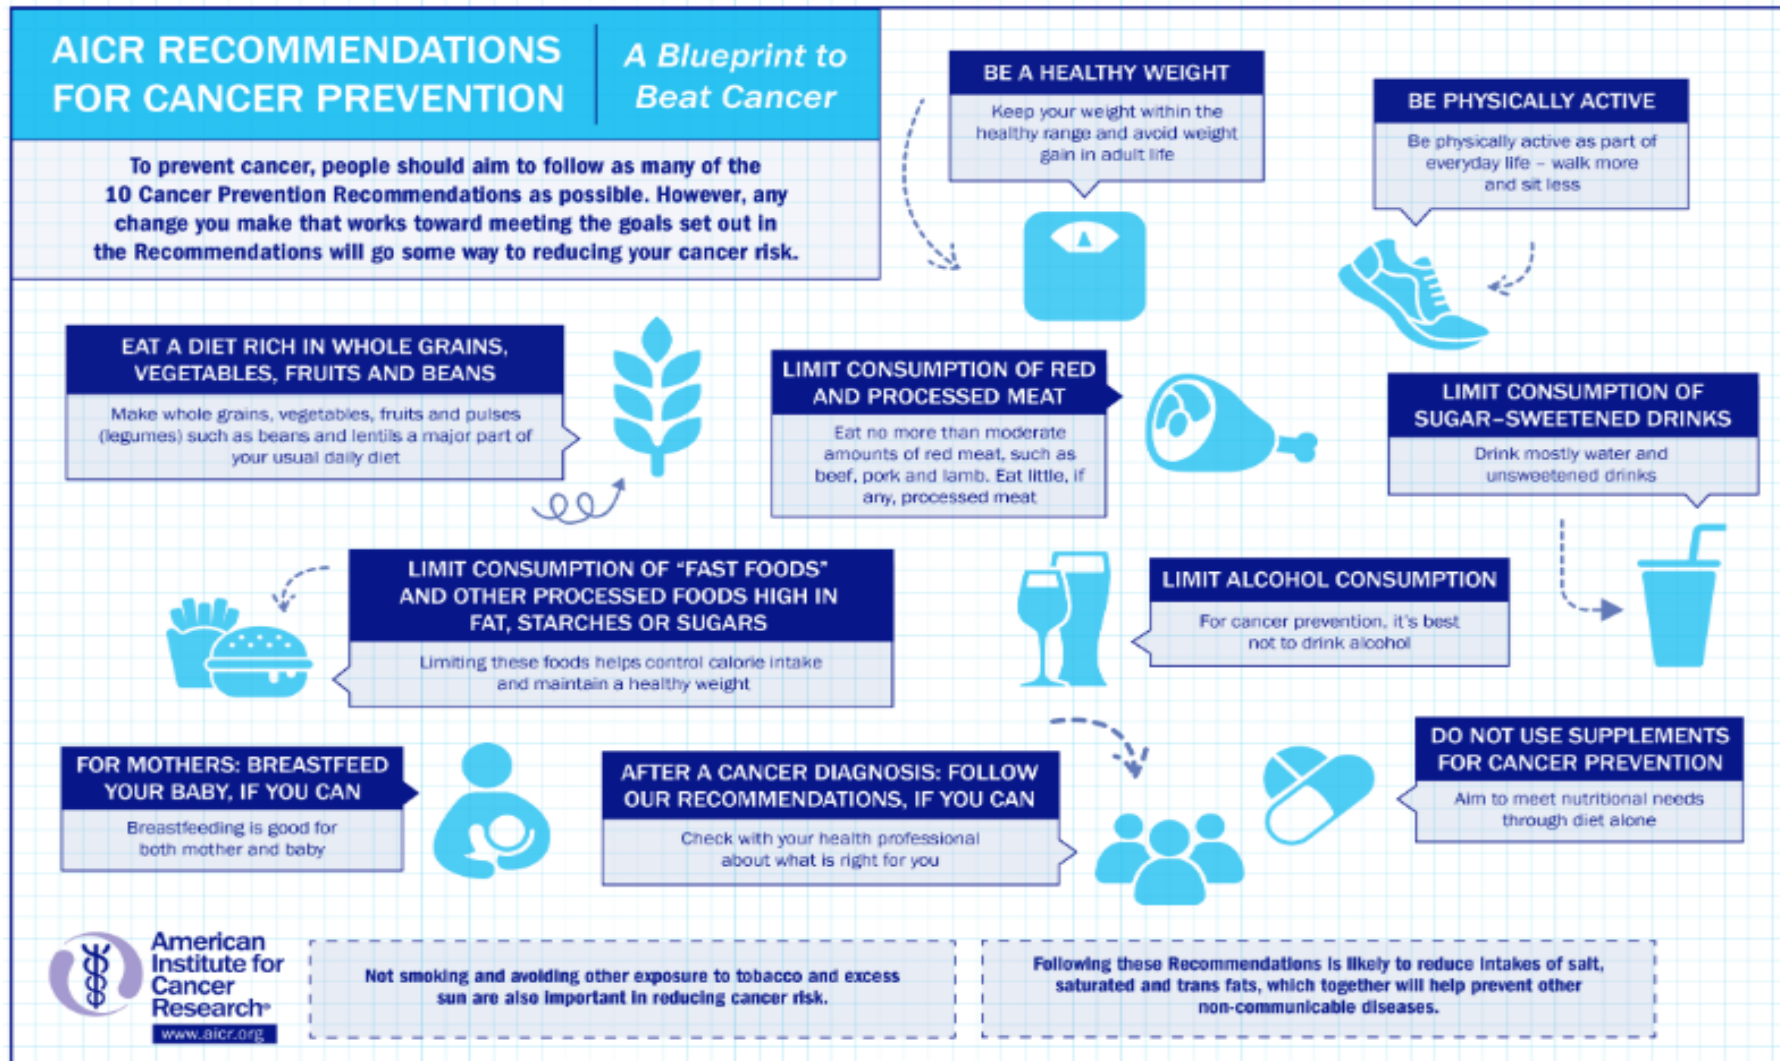 AICR RECOMMENDATIONS
FOR CANCER PREVENTION
A Blueprint to
Beat Cancer
To prevent cancer, people should aim to follow as many of the
10 Cancer Prevention Recommendations as possible. However, any
change you make that works toward meeting the goals set out in
the Recommendations will go some way to reducing your cancer risk.
BE A HEALTHY WEIGHT
Keep your weight within the
healthy range and avoid weight
gain in adult life
BE PHYSICALLY ACTIVE
Be physically active as part of
everyday life – walk more
and sit less
EAT A DIET RICH IN WHOLE GRAINS,
VEGETABLES, FRUITS AND BEANS
Make whole grains, vegetables, fruits and pulses
(legumes) such as beans and lentils a major part of
your usual daily diet
LIMIT CONSUMPTION OF RED
AND PROCESSED MEAT
Eat no more than moderate
amounts of red meat, such as
beef, pork and lamb. Eat little, if
any, processed meat
LIMIT CONSUMPTION OF
SUGAR–SWEETENED DRINKS
Drink mostly water and
unsweetened drinks
LIMIT CONSUMPTION OF “FAST FOODS”
AND OTHER PROCESSED FOODS HIGH IN
FAT, STARCHES OR SUGARS
Limiting these foods helps control calorie intake
and maintain a healthy weight
LIMIT ALCOHOL CONSUMPTION
For cancer prevention, it's best
not to drink alcohol
FOR MOTHERS: BREASTFEED
YOUR BABY, IF YOU CAN
Breastfeeding is good for
both mother and baby
AFTER A CANCER DIAGNOSIS: FOLLOW
OUR RECOMMENDATIONS, IF YOU CAN
Check with your health professional
about what is right for you
DO NOT USE SUPPLEMENTS
FOR CANCER PREVENTION
Aim to meet nutritional needs
through diet alone
American
Institute for
Cancer
Research®
www.aicr.org
Not smoking and avoiding other exposure to tobacco and excess
sun are also important in reducing cancer risk.
Following these Recommendations is likely to reduce intakes of salt,
saturated and trans fats, which together will help prevent other
non-communicable diseases.